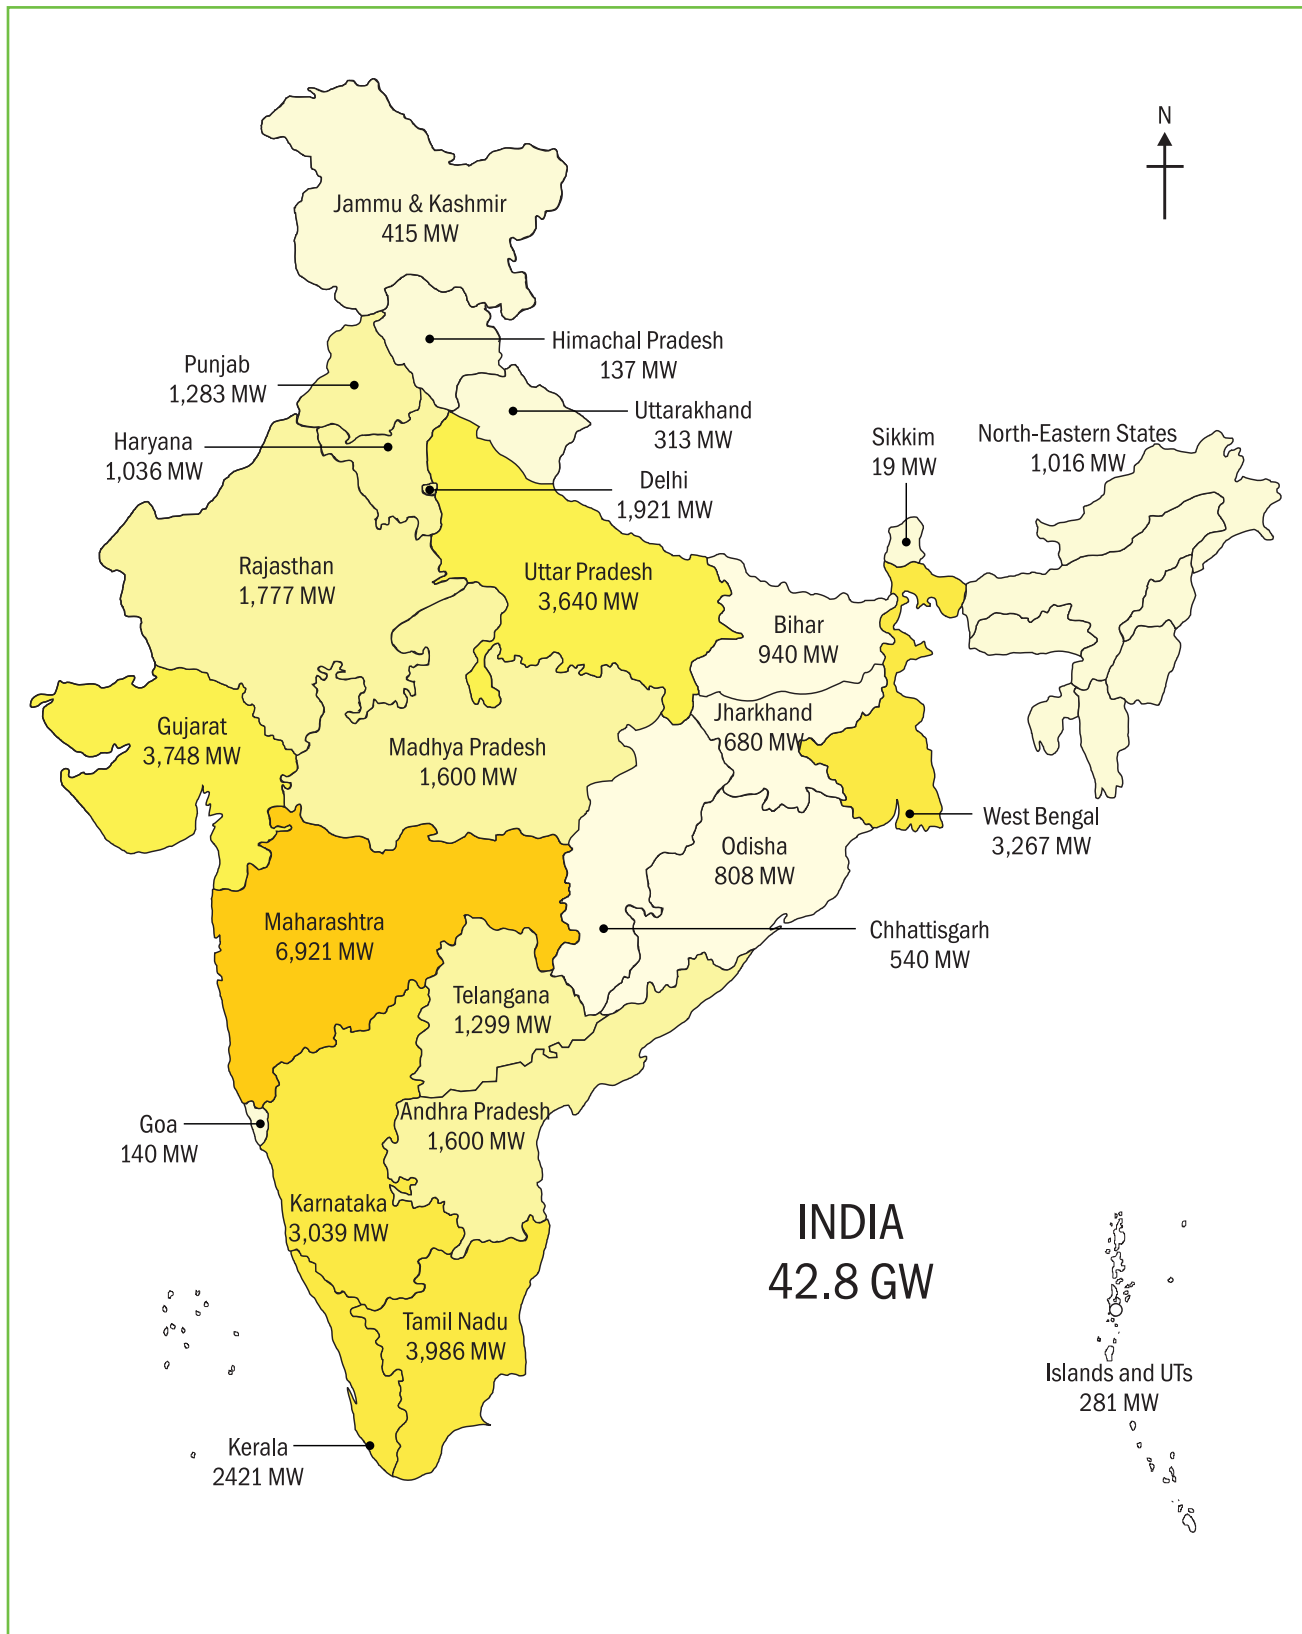 N
Jammu & Kashmir
415 MW
Himachal Pradesh
137 MW
Punjab
1,283 MW
Uttarakhand
313 MW
Haryana
1,036 MW
Sikkim
19 MW
North-Eastern States
1,016 MW
Delhi
1,921 MW
Rajasthan
1,777 MW
Uttar Pradesh
3,640 MW
Bihar
940 MW
Gujarat
3,748 MW
Jharkhand
680 MW
Madhya Pradesh
1,600 MW
West Bengal
3,267 MW
Odisha
808 MW
Maharashtra
6,921 MW
Chhattisgarh
540 MW
Telangana
1,299 MW
Andhra Pradesh
1,600 MW
Goa
140 MW
Karnataka
3,039 MW
INDIA
42.8 GW
Tamil Nadu
3,986 MW
Islands and UTs
281 MW
Kerala
2421 MW